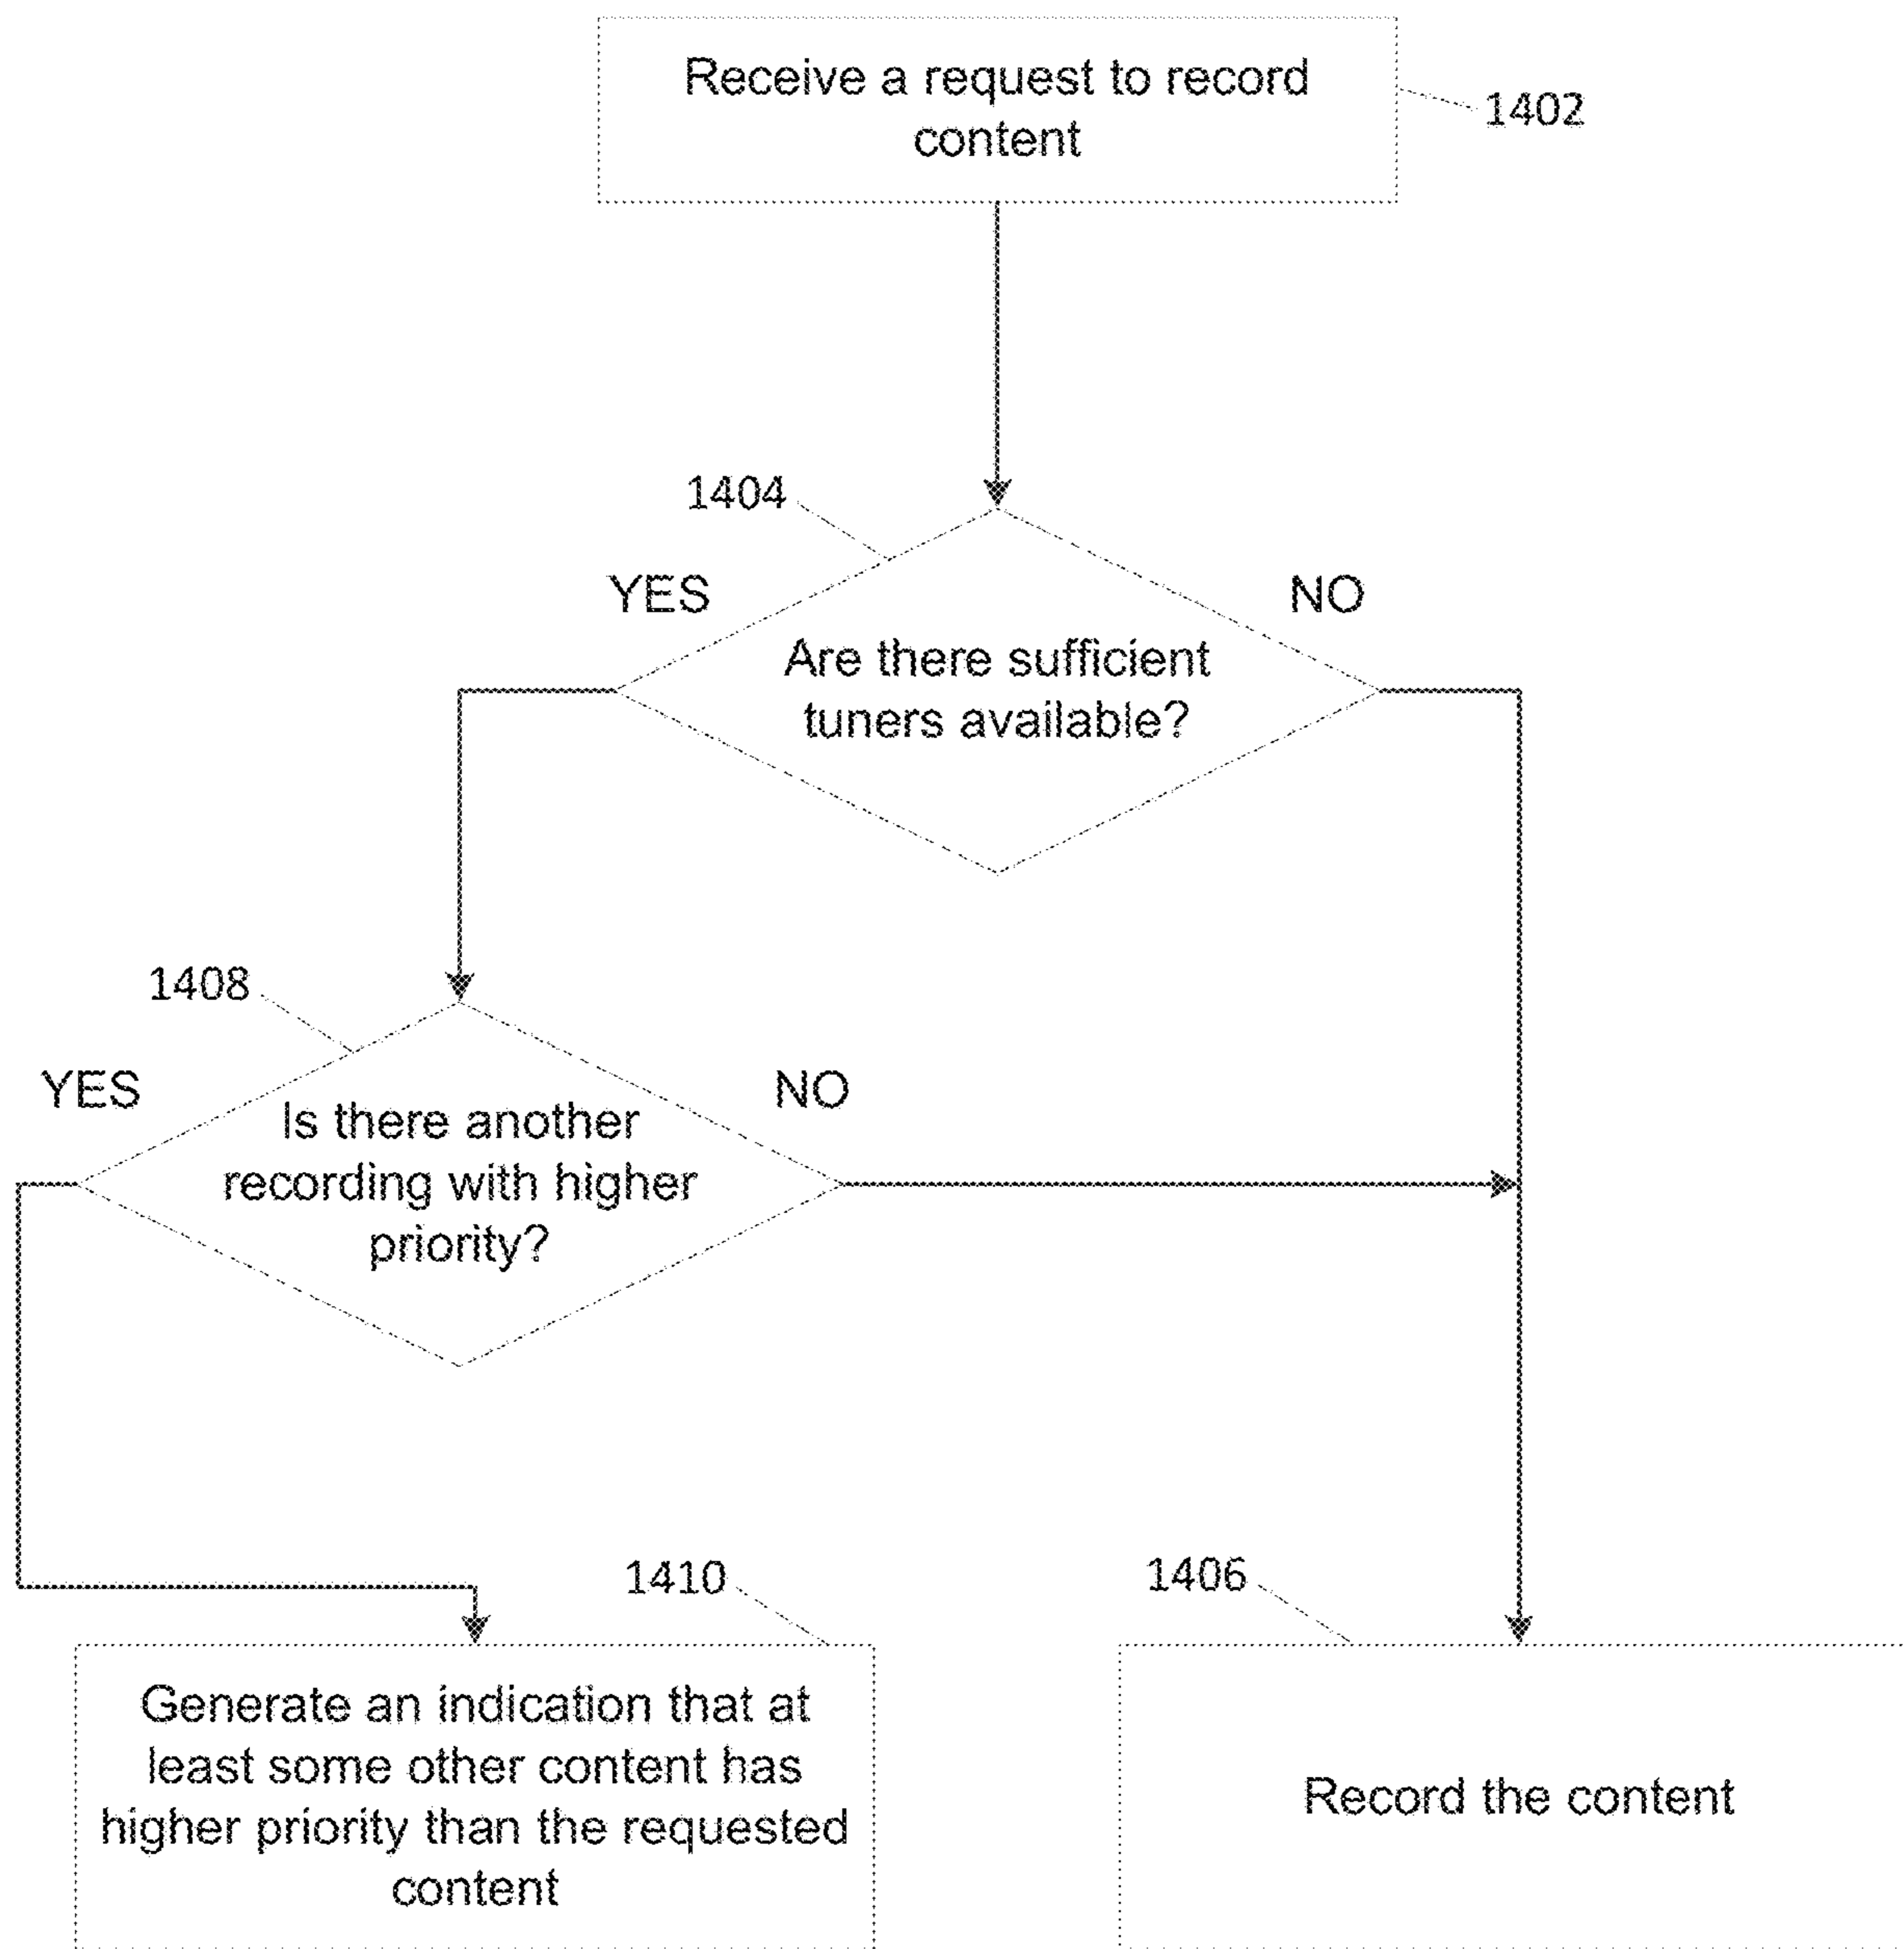 Receive a request to record
content
1402
1404
YES
NO
Are there sufficient
tuners available?
1408
YES
NO
Is there another
recording with higher
priority?
1410
1406
Generate an indication that at
least some other content has
higher priority than the requested
content
Record the content